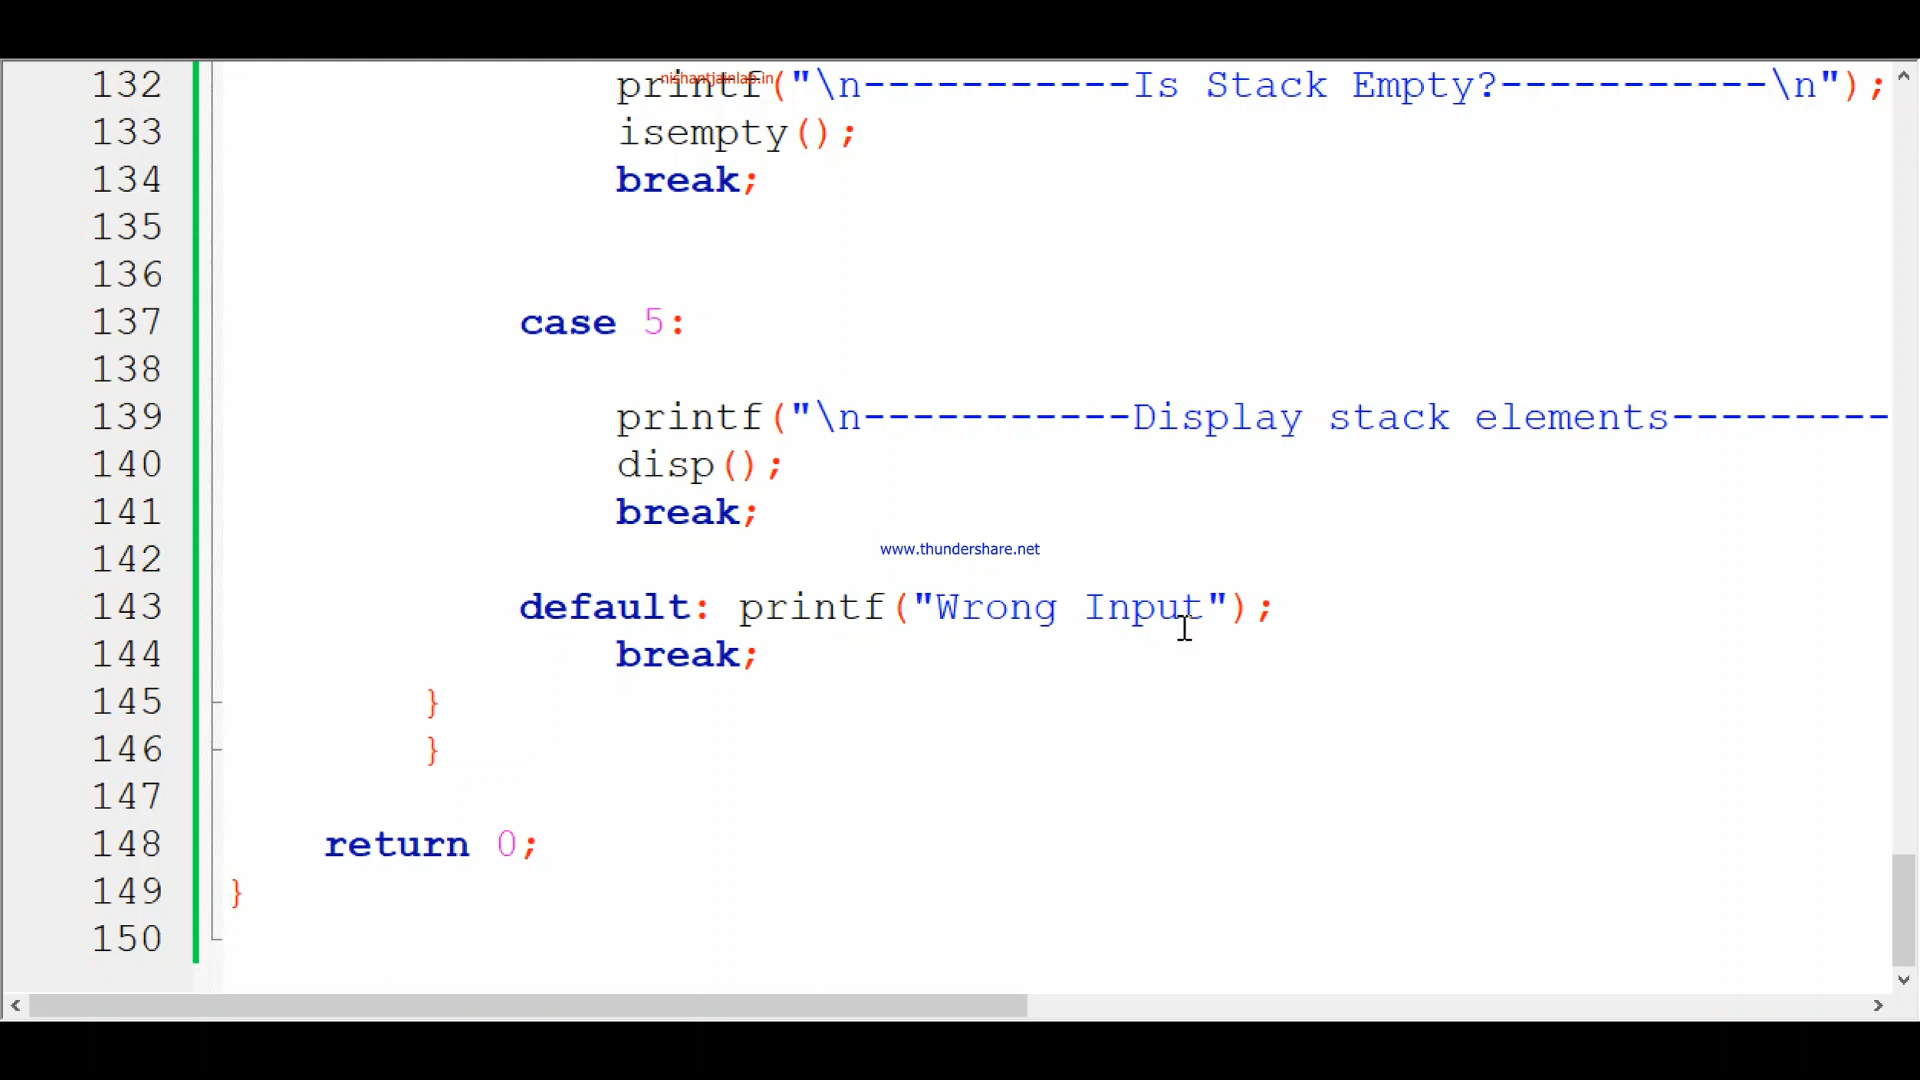 nishantjainlab.in
132 printf("\n-----------Is Stack Empty?-----------\n");
133 isempty();
134 break;
135
136
137 case 5:
138
139 printf("\n-----------Display stack elements---------
140 disp();
141 break;
142
www.thundershare.net
143 default: printf("Wrong Input");
144 break;
145 }
146 }
147
148 return 0;
149 }
150